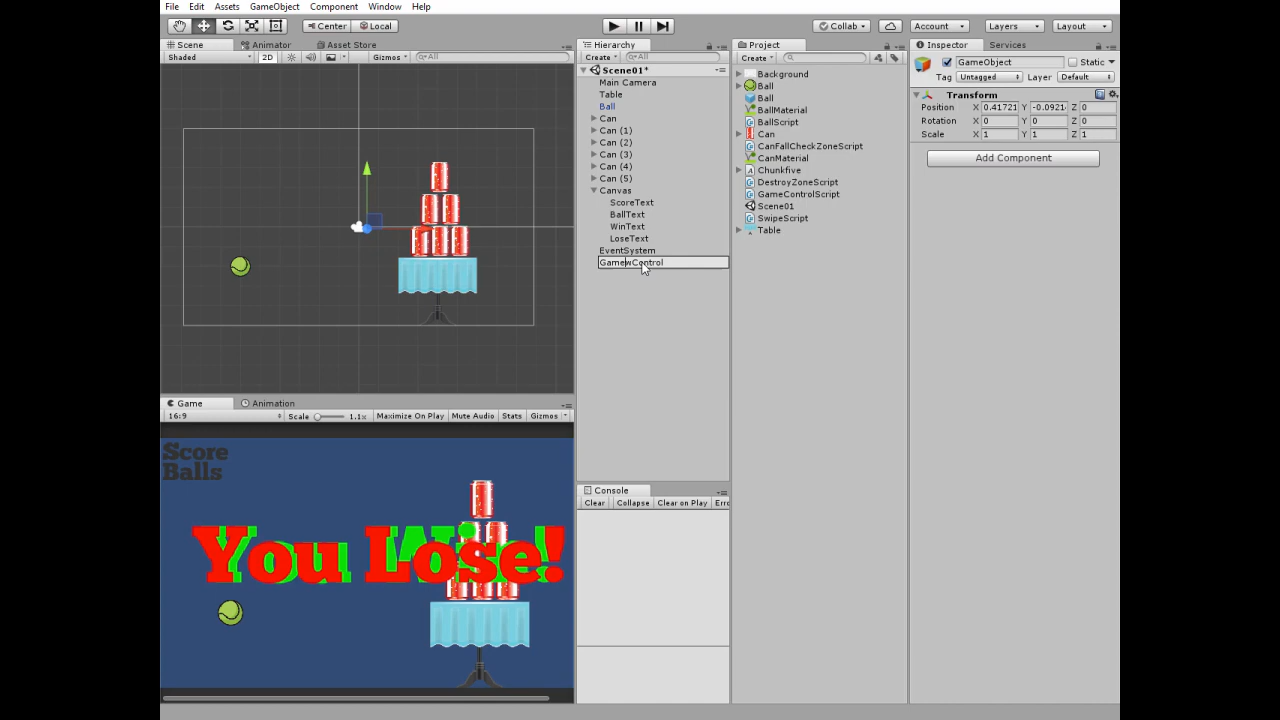 File Edit Assets GameObject Component Window Help
Center Local Collab Account Layers Layout
Scene Animator Asset Store
Shaded 2D Gizmos All
Hierarchy
Create All
Scene01*
Main Camera
Table
Ball
Can
Can (1)
Can (2)
Can (3)
Can (4)
Can (5)
Canvas
ScoreText
BallText
WinText
LoseText
EventSystem
GamewControl
Project
Create
Background
Ball
Ball
BallMaterial
BallScript
Can
CanFallCheckZoneScript
CanMaterial
Chunkfive
DestroyZoneScript
GameControlScript
Scene01
SwipeScript
Table
Inspector Services
GameObject Static
Tag Untagged Layer Default
Transform
Position X 0.41721 Y -0.0921 Z 0
Rotation X 0 Y 0 Z 0
Scale X 1 Y 1 Z 1
Add Component
Game Animation
16:9 Scale 1.1x Maximize On Play Mute Audio Stats Gizmos
Score
Balls
You Lose!
Console
Clear Collapse Clear on Play Erro